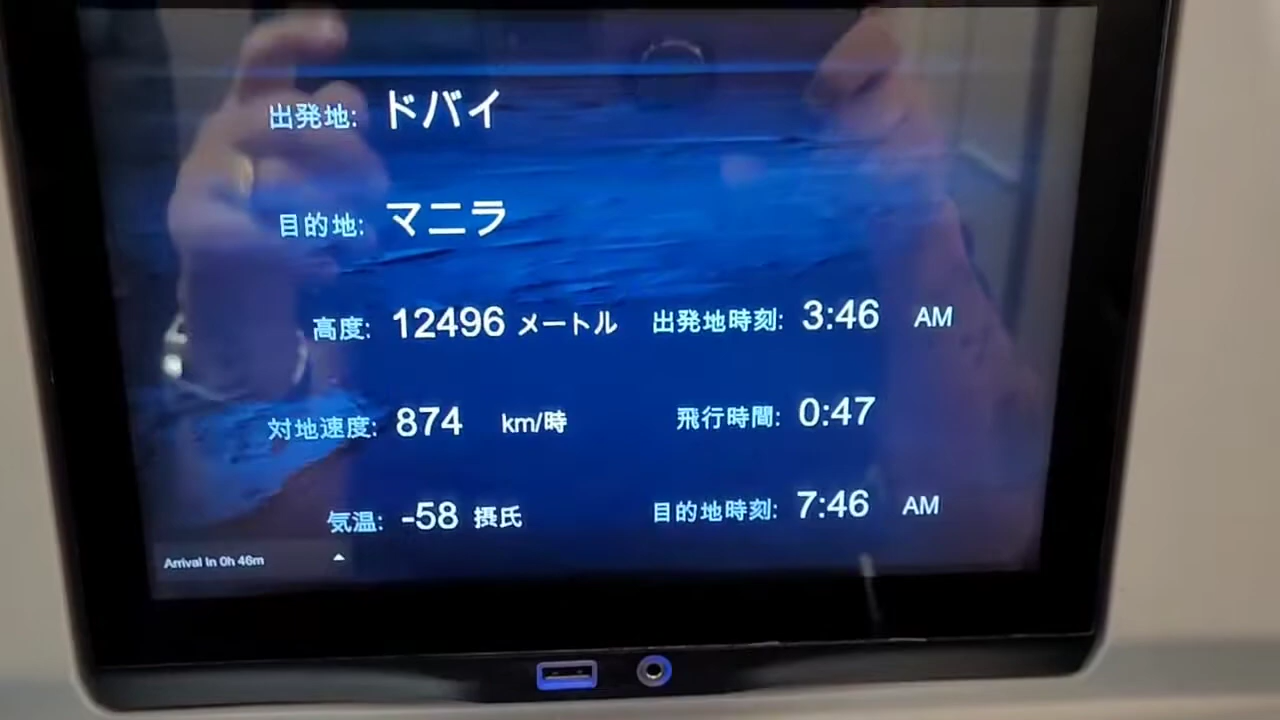 出発地: ドバイ
目的地: マニラ
高度: 12496 メートル 出発地時刻: 3:46 AM
対地速度: 874 km/時 飛行時間: 0:47
気温: -58 摂氏 目的地時刻: 7:46 AM
Arrival in 0h 46m